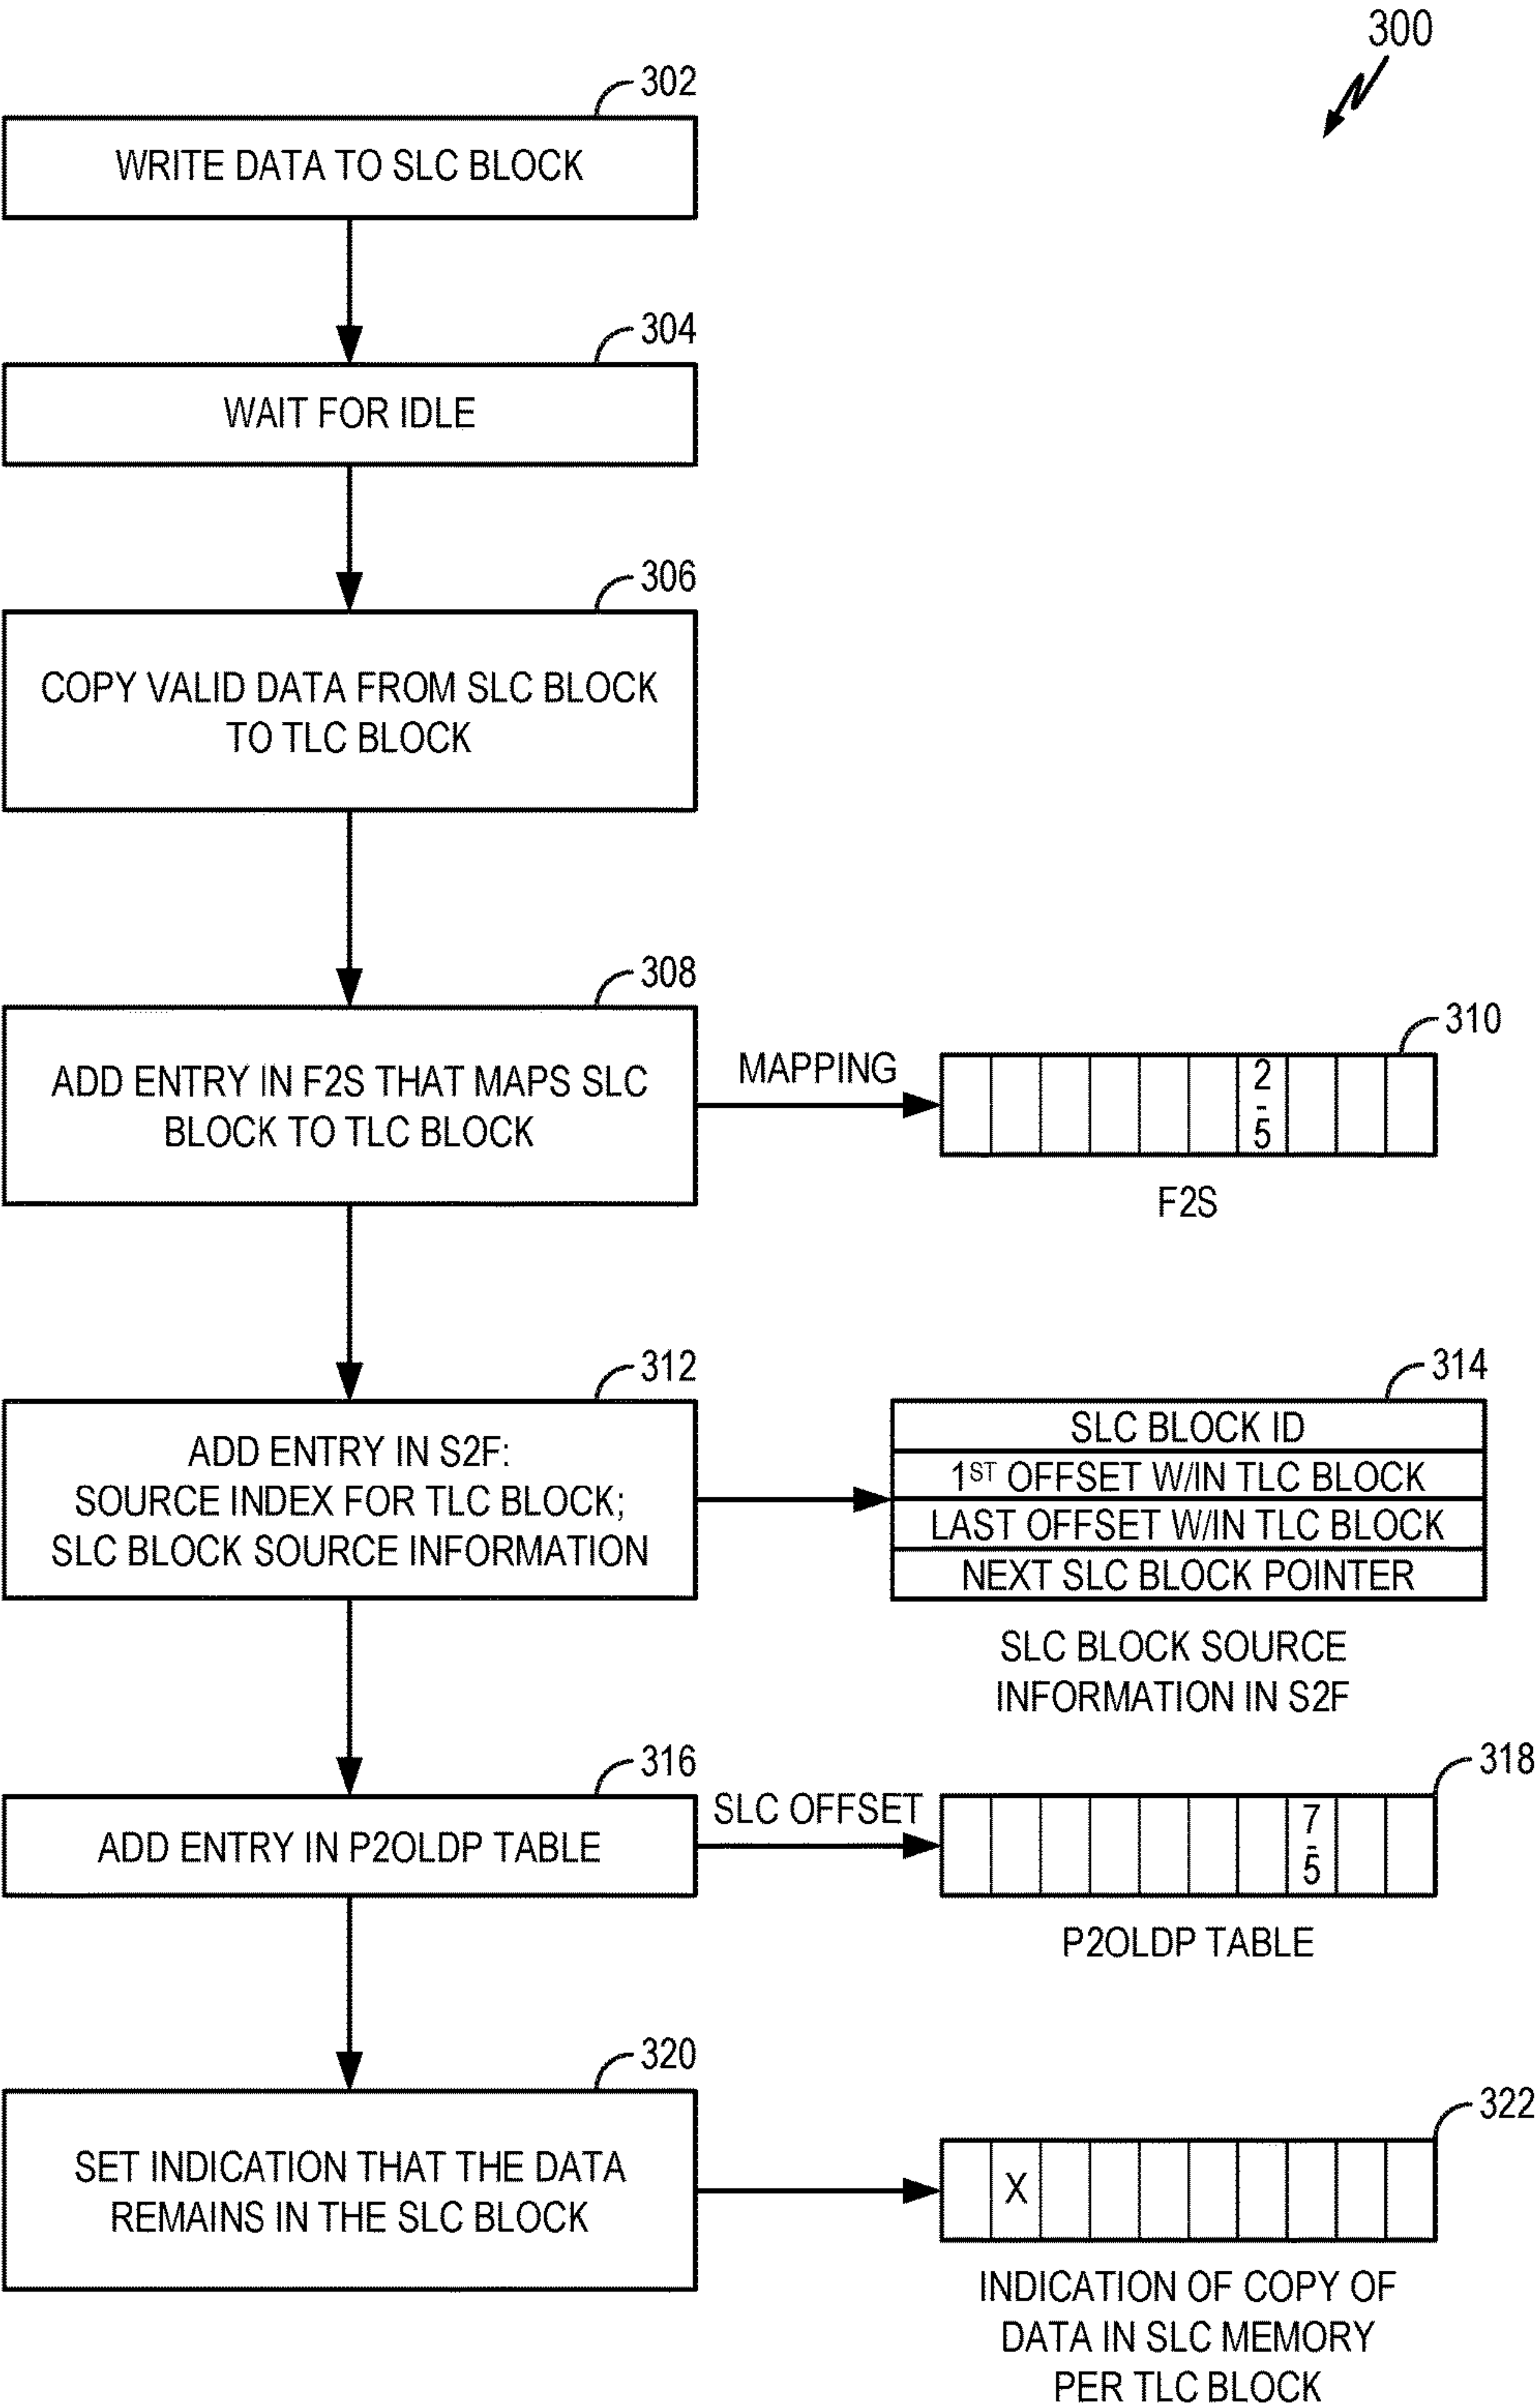 300
302
WRITE DATA TO SLC BLOCK
304
WAIT FOR IDLE
306
COPY VALID DATA FROM SLC BLOCK
TO TLC BLOCK
308
ADD ENTRY IN F2S THAT MAPS SLC
BLOCK TO TLC BLOCK
MAPPING
310
2
-
5
F2S
312
ADD ENTRY IN S2F:
SOURCE INDEX FOR TLC BLOCK;
SLC BLOCK SOURCE INFORMATION
314
SLC BLOCK ID
1ST OFFSET W/IN TLC BLOCK
LAST OFFSET W/IN TLC BLOCK
NEXT SLC BLOCK POINTER
SLC BLOCK SOURCE
INFORMATION IN S2F
316
ADD ENTRY IN P2OLDP TABLE
SLC OFFSET
318
7
-
5
P2OLDP TABLE
320
SET INDICATION THAT THE DATA
REMAINS IN THE SLC BLOCK
322
X
INDICATION OF COPY OF
DATA IN SLC MEMORY
PER TLC BLOCK